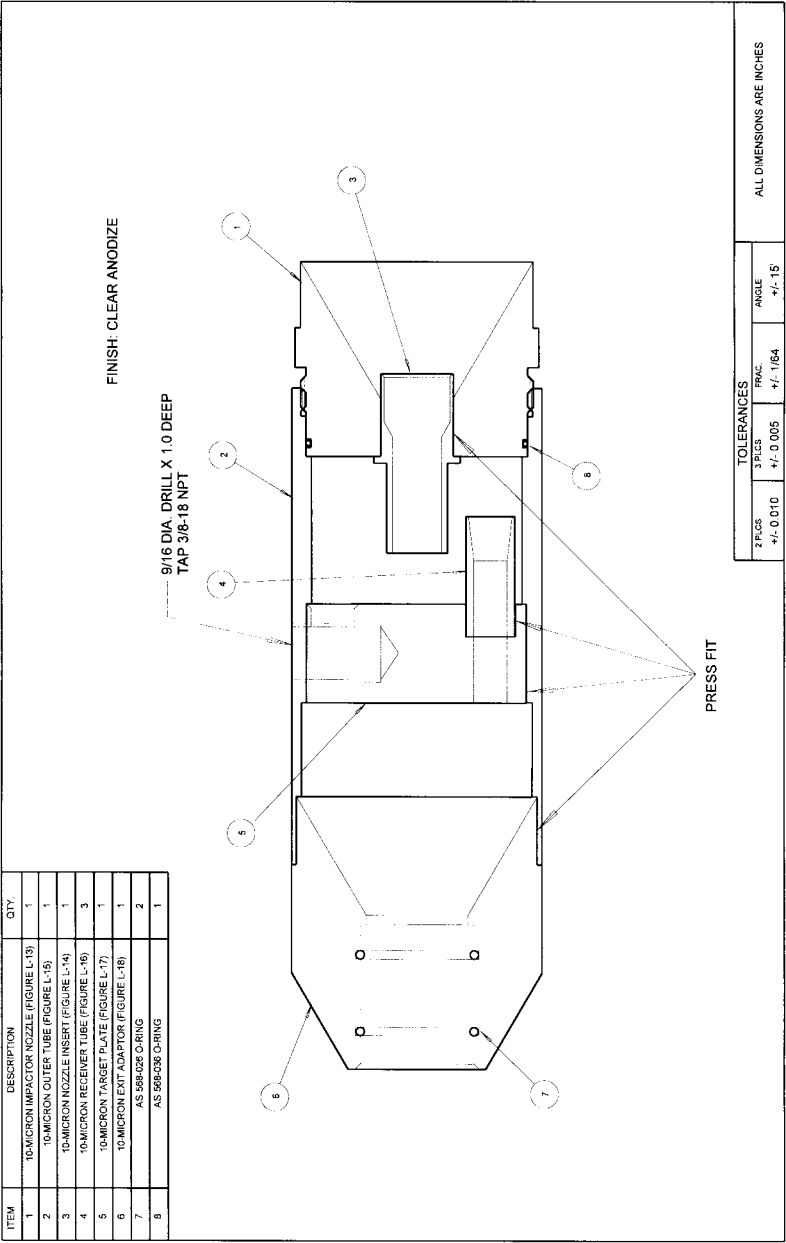 ITEM DESCRIPTION QTY.
1 10-MICRON IMPACTOR NOZZLE (FIGURE L-13) 1
2 10-MICRON OUTER TUBE (FIGURE L-15) 1
3 10-MICRON NOZZLE INSERT (FIGURE L-14) 1
4 10-MICRON RECEIVER TUBE (FIGURE L-16) 3
5 10-MICRON TARGET PLATE (FIGURE L-17) 1
6 10-MICRON EXIT ADAPTOR (FIGURE L-18) 1
7 AS 568-026 O-RING 2
8 AS 568-036 O-RING 1
FINISH: CLEAR ANODIZE
9/16 DIA. DRILL X 1.0 DEEP
TAP 3/8-18 NPT
6
5
4
2
1
3
7
8
PRESS FIT
TOLERANCES
2 PLCS 3 PLCS FRAC. ANGLE
+/- 0.010 +/- 0.005 +/- 1/64 +/- 15'
ALL DIMENSIONS ARE INCHES